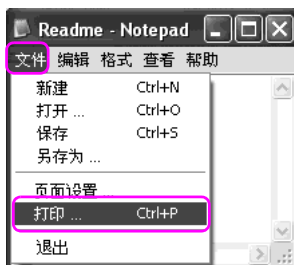 Readme - Notepad
文件 编辑 格式 查看 帮助
新建 Ctrl+N
打开 ... Ctrl+O
保存 Ctrl+S
另存为 ...
页面设置 ...
打印 ... Ctrl+P
退出